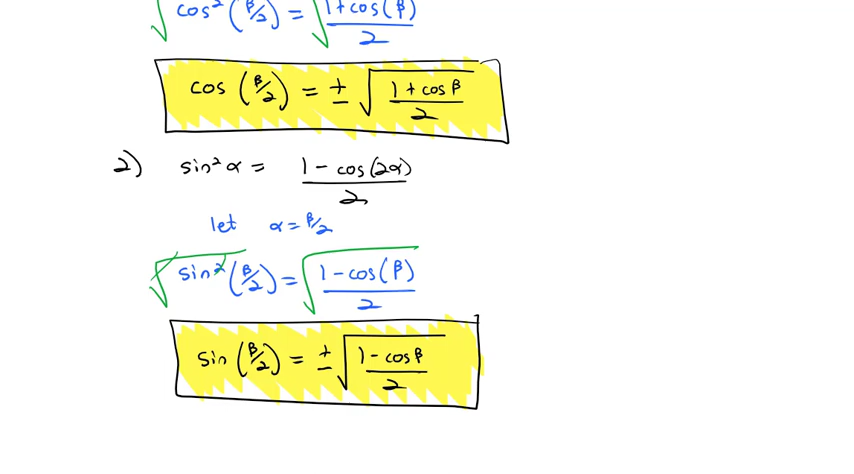 √cos²(β/2) = √(1+cos(β))/2
cos(β/2) = ± √(1 + cos β)/2
2) sin²α = (1 - cos(2α))/2
let α = β/2
√sin²(β/2) = √(1 - cos(β))/2
sin(β/2) = ± √(1 - cosβ)/2